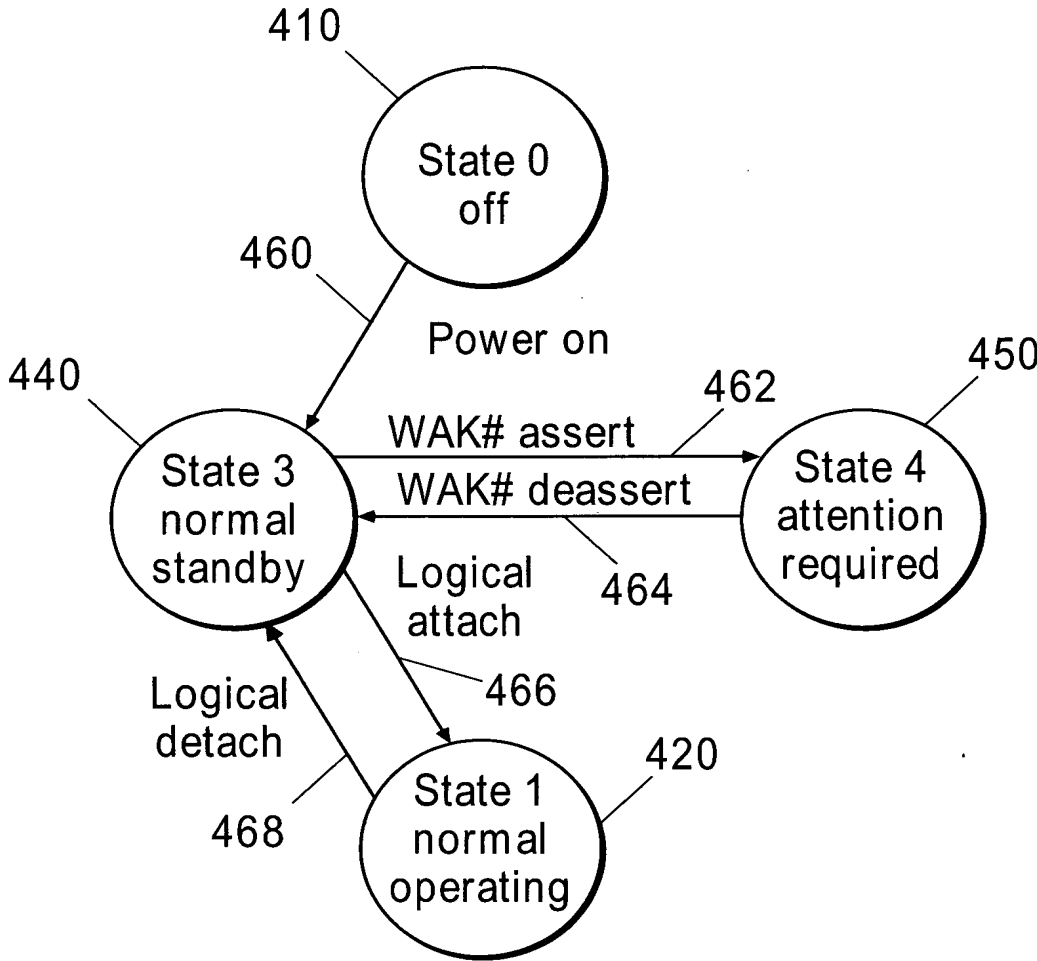 410
State 0
off
460
Power on
440
450
462
WAK# assert
State 3
normal
standby
State 4
attention
required
WAK# deassert
464
Logical
attach
466
Logical
detach
468
420
State 1
normal
operating